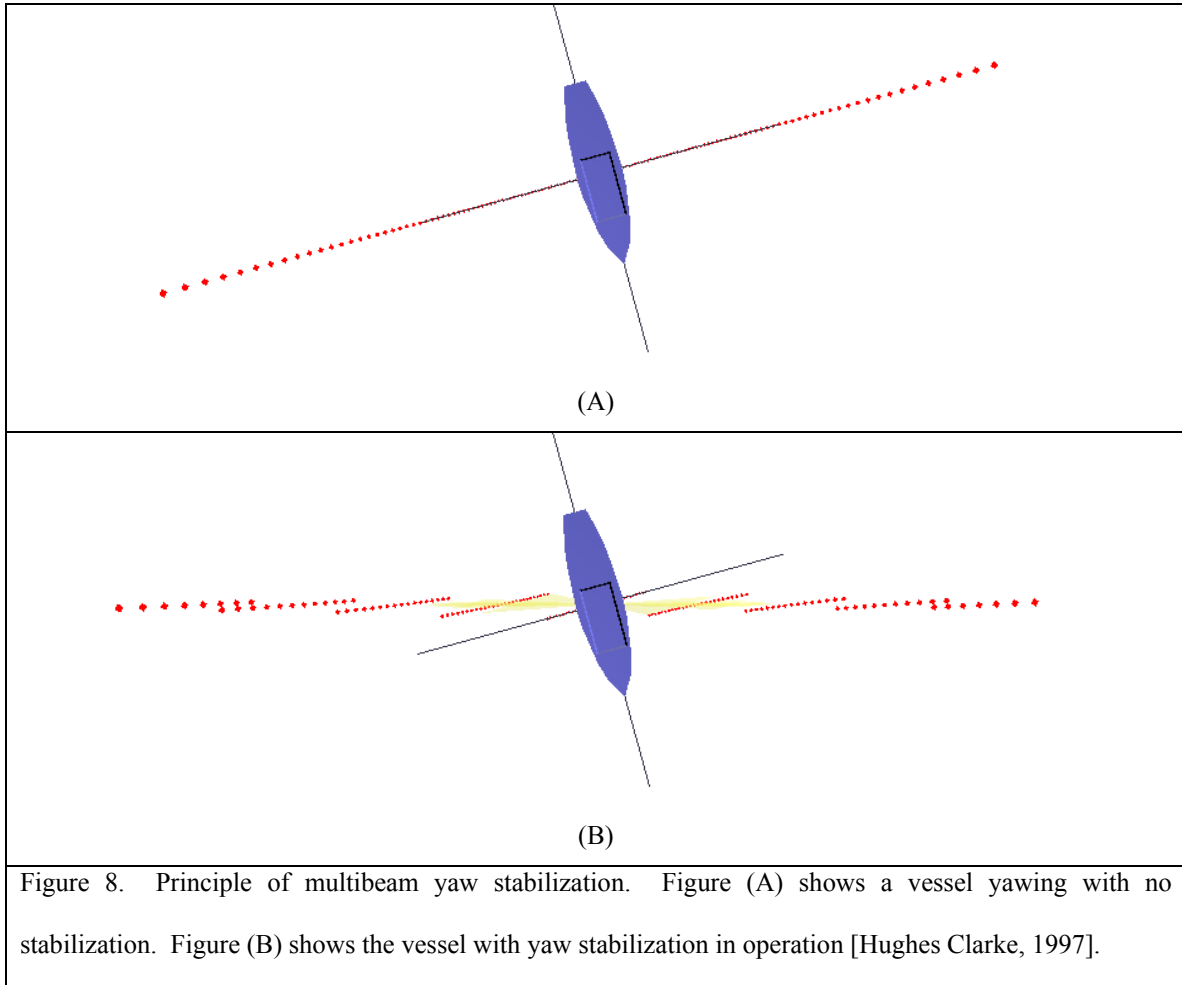 (A)
(B)
Figure 8. Principle of multibeam yaw stabilization. Figure (A) shows a vessel yawing with no
stabilization. Figure (B) shows the vessel with yaw stabilization in operation [Hughes Clarke, 1997].